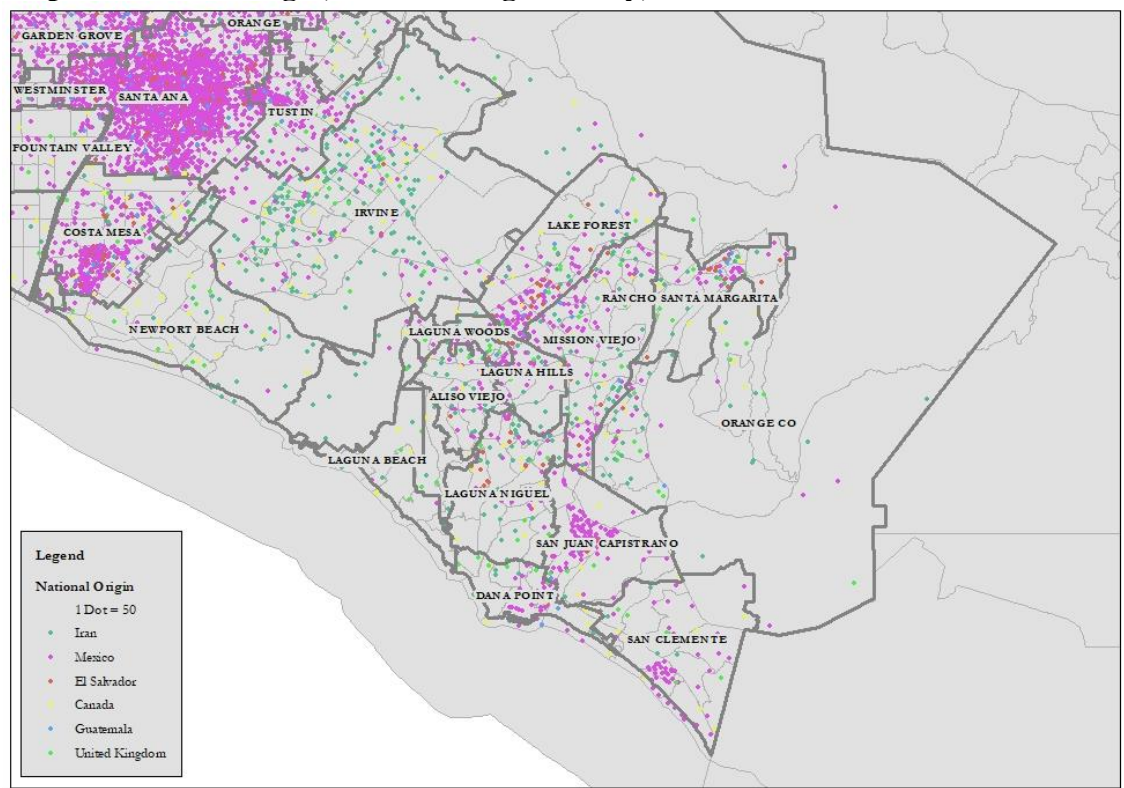 ORANGE
GARDEN GROVE
WESTMINSTER
SANTA ANA
TUSTIN
FOUNTAIN VALLEY
IRVINE
COSTA MESA
LAKE FOREST
RANCHO SANTA MARGARITA
NEWPORT BEACH
LAGUNA WOODS
MISSION VIEJO
LAGUNA HILLS
ALISO VIEJO
ORANGE CO
LAGUNA BEACH
LAGUNA NIGUEL
SAN JUAN CAPISTRANO
DANA POINT
SAN CLEMENTE
Legend
National Origin
1 Dot = 50
Iran
Mexico
El Salvador
Canada
Guatemala
United Kingdom